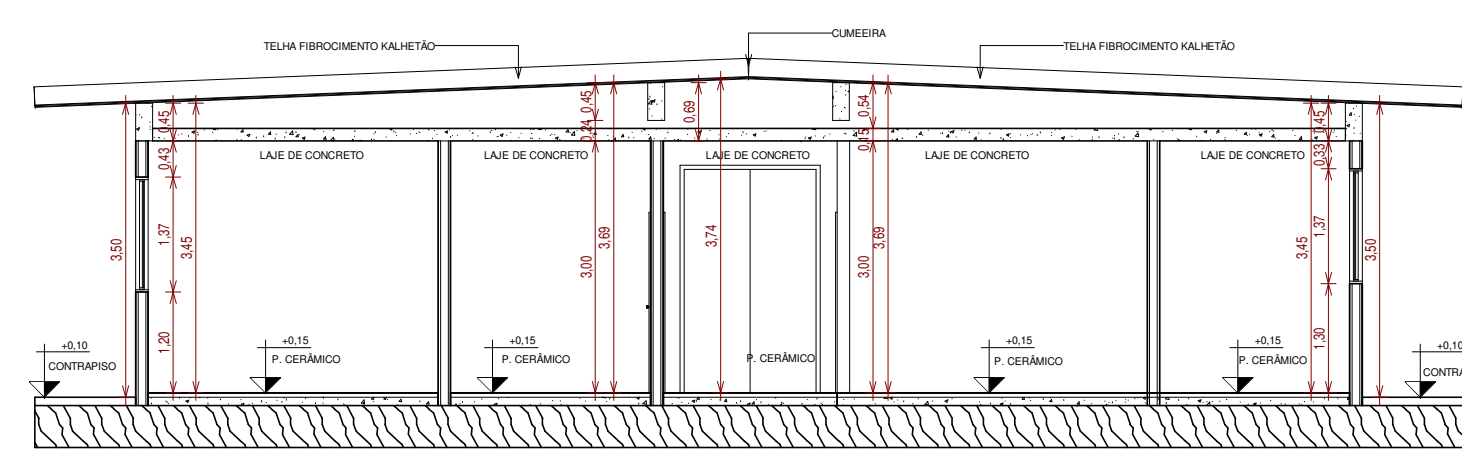 CUMEEIRA
TELHA FIBROCIMENTO KALHETÃO
TELHA FIBROCIMENTO KALHETÃO
0,45
0,45
0,69
0,54
0,45
0,24
0,15
LAJE DE CONCRETO
LAJE DE CONCRETO
LAJE DE CONCRETO
LAJE DE CONCRETO
LAJE DE CONCRETO
0,43
0,33
3,50
1,37
3,45
3,00
3,69
3,74
3,00
3,69
3,45
1,37
3,50
1,20
1,30
+0,10
CONTRAPISO
+0,15
P. CERÂMICO
+0,15
P. CERÂMICO
P. CERÂMICO
+0,15
P. CERÂMICO
+0,15
P. CERÂMICO
+0,10
CONTRA